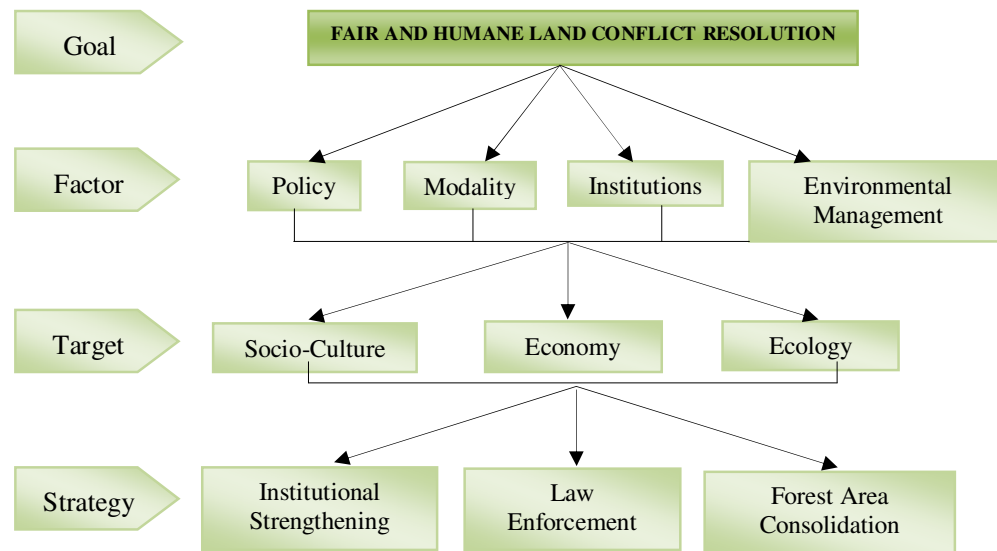 Goal
FAIR AND HUMANE LAND CONFLICT RESOLUTION
Factor
Policy
Modality
Institutions
Environmental
Management
Target
Socio-Culture
Economy
Ecology
Strategy
Institutional
Strengthening
Law
Enforcement
Forest Area
Consolidation